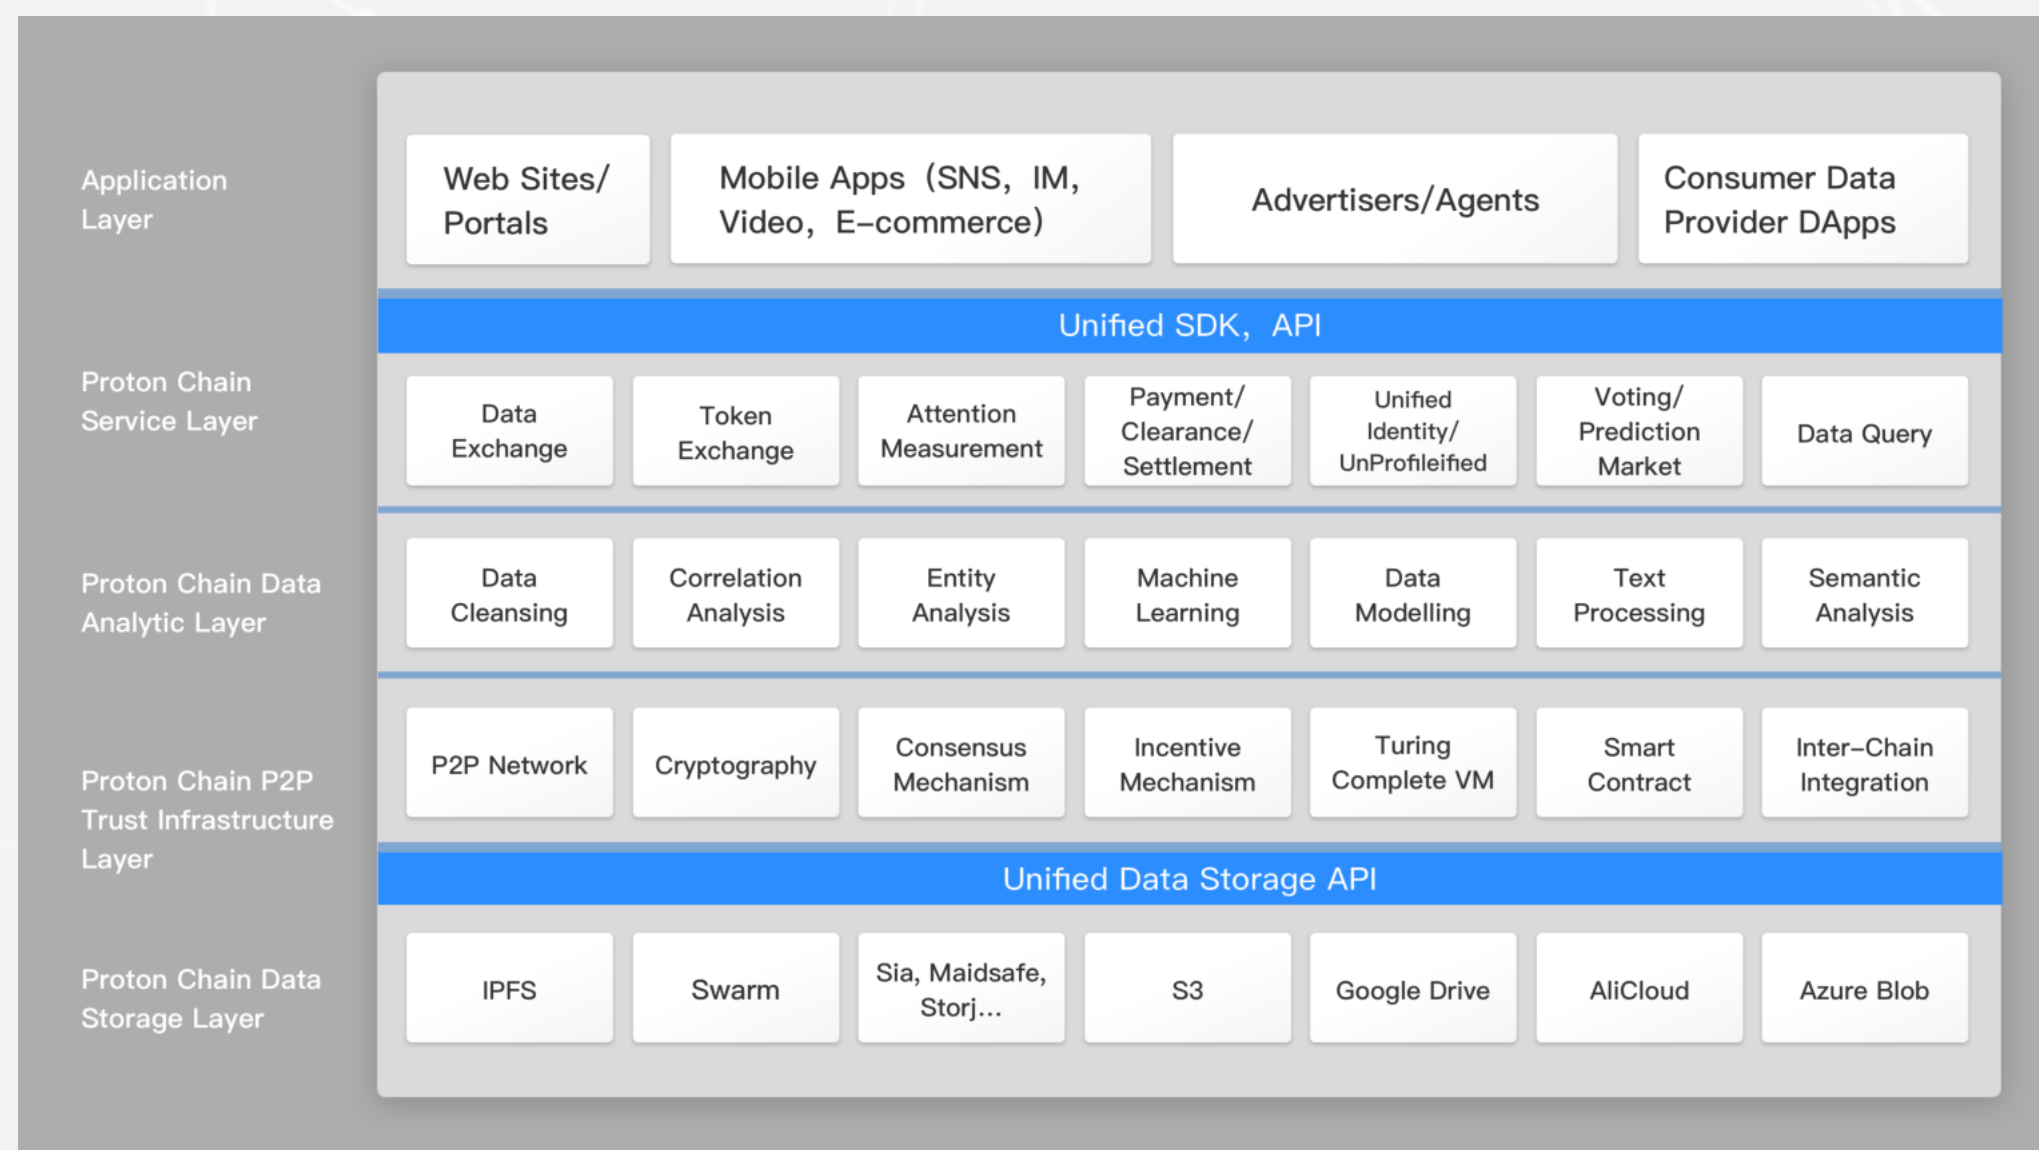 Application
Layer
Web Sites/
Portals
Mobile Apps（SNS，IM,
Video，E-commerce）
Advertisers/Agents
Consumer Data
Provider DApps
Unified SDK，API
Proton Chain
Service Layer
Data
Exchange
Token
Exchange
Attention
Measurement
Payment/
Clearance/
Settlement
Unified
Identity/
UnProfileified
Voting/
Prediction
Market
Data Query
Proton Chain Data
Analytic Layer
Data
Cleansing
Correlation
Analysis
Entity
Analysis
Machine
Learning
Data
Modelling
Text
Processing
Semantic
Analysis
Proton Chain P2P
Trust Infrastructure
Layer
P2P Network
Cryptography
Consensus
Mechanism
Incentive
Mechanism
Turing
Complete VM
Smart
Contract
Inter-Chain
Integration
Unified Data Storage API
Proton Chain Data
Storage Layer
IPFS
Swarm
Sia, Maidsafe,
Storj...
S3
Google Drive
AliCloud
Azure Blob